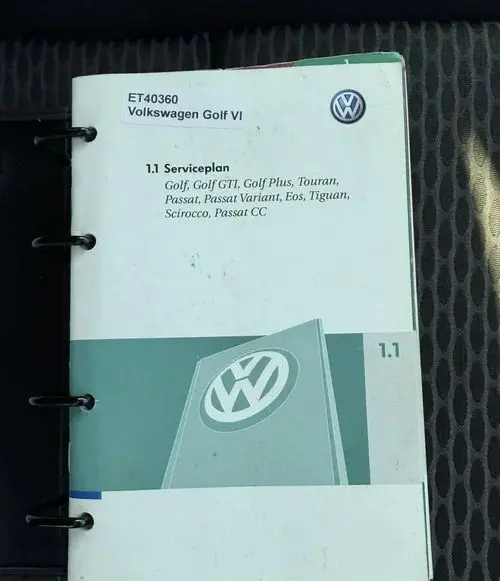 ET40360
Volkswagen Golf VI
1.1 Serviceplan
Golf, Golf GTI, Golf Plus, Touran,
Passat, Passat Variant, Eos, Tiguan,
Scirocco, Passat CC
1.1